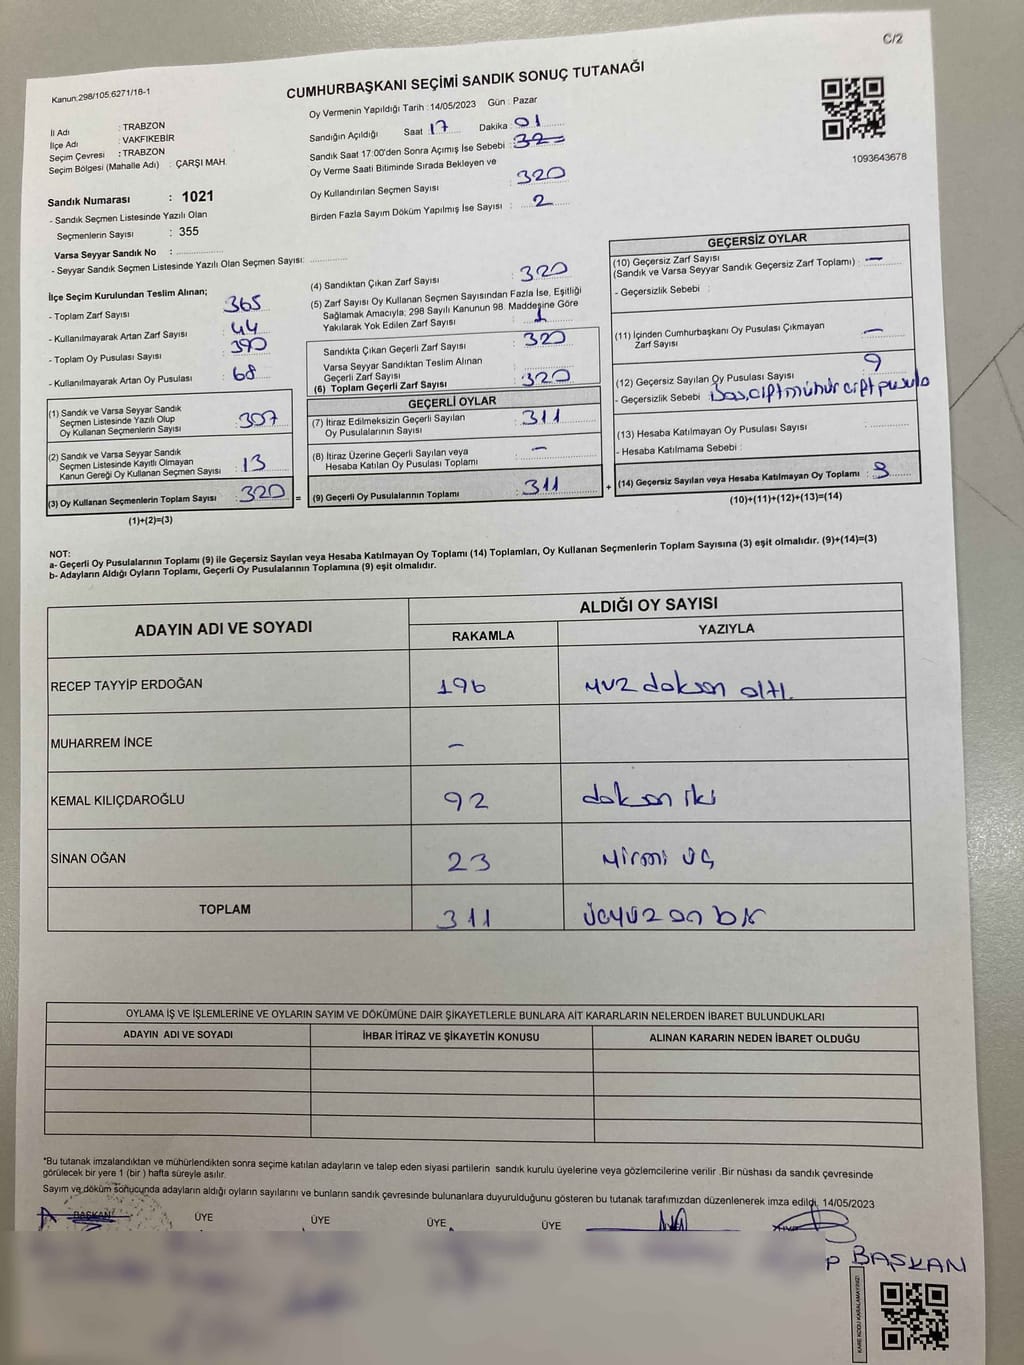 C/2
Kanun:298/105;6271/18-1
CUMHURBAŞKANI SEÇİMİ SANDIK SONUÇ TUTANAĞI
İl Adı : TRABZON
İlçe Adı : VAKFIKEBİR
Seçim Çevresi : TRABZON
Seçim Bölgesi (Mahalle Adı) : ÇARŞI MAH.
Sandık Numarası : 1021
- Sandık Seçmen Listesinde Yazılı Olan
Seçmenlerin Sayısı : 355
Varsa Seyyar Sandık No :
- Seyyar Sandık Seçmen Listesinde Yazılı Olan Seçmen Sayısı:
Oy Vermenin Yapıldığı Tarih : 14/05/2023 Gün : Pazar
Sandığın Açıldığı Saat 17 Dakika : 01
Sandık Saat 17:00'den Sonra Açımış İse Sebebi : 32
Oy Verme Saati Bitiminde Sırada Bekleyen ve
Oy Kullandırılan Seçmen Sayısı : 320
Birden Fazla Sayım Döküm Yapılmış İse Sayısı : 2
1093643678
İlçe Seçim Kurulundan Teslim Alınan;
- Toplam Zarf Sayısı : 365
- Kullanılmayarak Artan Zarf Sayısı : 44
- Toplam Oy Pusulası Sayısı : 390
- Kullanılmayarak Artan Oy Pusulası : 68
(1) Sandık ve Varsa Seyyar Sandık
Seçmen Listesinde Yazılı Olup
Oy Kullanan Seçmenlerin Sayısı : 307
(2) Sandık ve Varsa Seyyar Sandık
Seçmen Listesinde Kayıtlı Olmayan
Kanun Gereği Oy Kullanan Seçmen Sayısı : 13
(3) Oy Kullanan Seçmenlerin Toplam Sayısı : 320 =
(1)+(2)=(3)
(4) Sandıktan Çıkan Zarf Sayısı : 320
(5) Zarf Sayısı Oy Kullanan Seçmen Sayısından Fazla İse, Eşitliği
Sağlamak Amacıyla; 298 Sayılı Kanunun 98. Maddesine Göre
Yakılarak Yok Edilen Zarf Sayısı : 1
Sandıkta Çıkan Geçerli Zarf Sayısı : 320
Varsa Seyyar Sandıktan Teslim Alınan
Geçerli Zarf Sayısı
(6) Toplam Geçerli Zarf Sayısı : 320
GEÇERLİ OYLAR
(7) İtiraz Edilmeksizin Geçerli Sayılan
Oy Pusulalarının Sayısı : 311
(8) İtiraz Üzerine Geçerli Sayılan veya
Hesaba Katılan Oy Pusulası Toplamı : –
(9) Geçerli Oy Pusulalarının Toplamı : 311 +
GEÇERSİZ OYLAR
(10) Geçersiz Zarf Sayısı
(Sandık ve Varsa Seyyar Sandık Geçersiz Zarf Toplamı) : –
- Geçersizlik Sebebi :
(11) İçinden Cumhurbaşkanı Oy Pusulası Çıkmayan
Zarf Sayısı : –
(12) Geçersiz Sayılan Oy Pusulası Sayısı : 9
- Geçersizlik Sebebi : Boş, çift mühür çift pusula
(13) Hesaba Katılmayan Oy Pusulası Sayısı :
- Hesaba Katılmama Sebebi :
(14) Geçersiz Sayılan veya Hesaba Katılmayan Oy Toplamı : 9
(10)+(11)+(12)+(13)=(14)
NOT:
a- Geçerli Oy Pusulalarının Toplamı (9) ile Geçersiz Sayılan veya Hesaba Katılmayan Oy Toplamı (14) Toplamları, Oy Kullanan Seçmenlerin Toplam Sayısına (3) eşit olmalıdır. (9)+(14)=(3)
b- Adayların Aldığı Oyların Toplamı, Geçerli Oy Pusulalarının Toplamına (9) eşit olmalıdır.
ADAYIN ADI VE SOYADI
ALDIĞI OY SAYISI
RAKAMLA YAZIYLA
RECEP TAYYİP ERDOĞAN 196 yüz doksan altı.
MUHARREM İNCE –
KEMAL KILIÇDAROĞLU 92 doksan iki
SİNAN OĞAN 23 yirmi üç
TOPLAM 311 üçyüz on bir
OYLAMA İŞ VE İŞLEMLERİNE VE OYLARIN SAYIM VE DÖKÜMÜNE DAİR ŞİKAYETLERLE BUNLARA AİT KARARLARIN NELERDEN İBARET BULUNDUKLARI
ADAYIN ADI VE SOYADI İHBAR İTİRAZ VE ŞİKAYETİN KONUSU ALINAN KARARIN NEDEN İBARET OLDUĞU
*Bu tutanak imzalandıktan ve mühürlendikten sonra seçime katılan adayların ve talep eden siyasi partilerin sandık kurulu üyelerine veya gözlemcilerine verilir .Bir nüshası da sandık çevresinde
görülecek bir yere 1 (bir ) hafta süreyle asılır.
Sayım ve döküm sonucunda adayların aldığı oyların sayılarını ve bunların sandık çevresinde bulunanlara duyurulduğunu gösteren bu tutanak tarafımızdan düzenlenerek imza edildi. 14/05/2023
BAŞKAN ÜYE ÜYE ÜYE ÜYE
BAŞKAN
KARE KODU KARALAMAYINIZ!